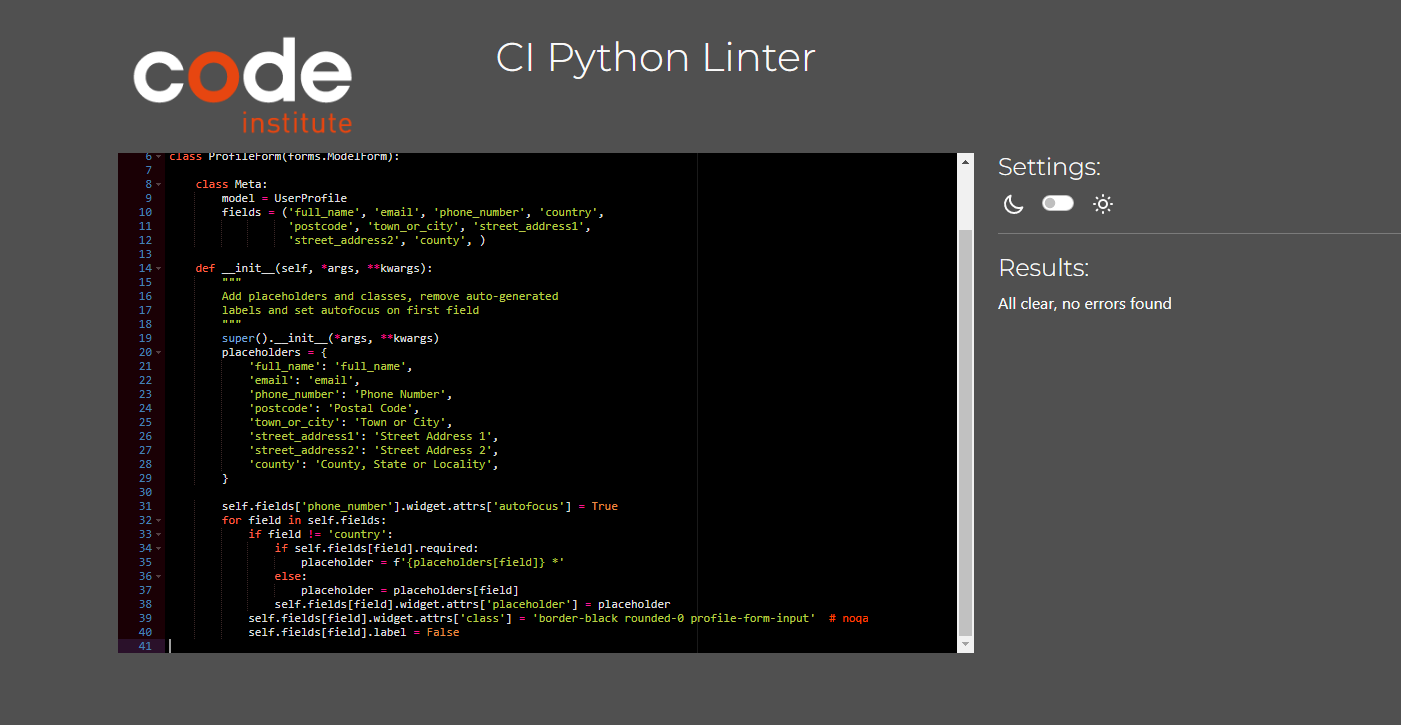 code
institute
CI Python Linter
6 class ProfileForm(forms.ModelForm):
7
8     class Meta:
9         model = UserProfile
10         fields = ('full_name', 'email', 'phone_number', 'country',
11                   'postcode', 'town_or_city', 'street_address1',
12                   'street_address2', 'county', )
13
14     def __init__(self, *args, **kwargs):
15         """
16         Add placeholders and classes, remove auto-generated
17         labels and set autofocus on first field
18         """
19         super().__init__(*args, **kwargs)
20         placeholders = {
21             'full_name': 'full_name',
22             'email': 'email',
23             'phone_number': 'Phone Number',
24             'postcode': 'Postal Code',
25             'town_or_city': 'Town or City',
26             'street_address1': 'Street Address 1',
27             'street_address2': 'Street Address 2',
28             'county': 'County, State or Locality',
29         }
30
31         self.fields['phone_number'].widget.attrs['autofocus'] = True
32         for field in self.fields:
33             if field != 'country':
34                 if self.fields[field].required:
35                     placeholder = f'{placeholders[field]} *'
36                 else:
37                     placeholder = placeholders[field]
38                 self.fields[field].widget.attrs['placeholder'] = placeholder
39             self.fields[field].widget.attrs['class'] = 'border-black rounded-0 profile-form-input'  # noqa
40             self.fields[field].label = False
41
Settings:
Results:
All clear, no errors found